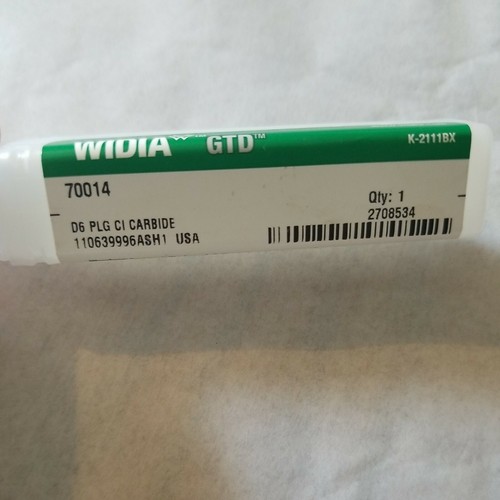 WIDIA GTD™
K-2111BX
70014
D6 PLG CI CARBIDE
110639996ASH1 USA
Qty: 1
2708534